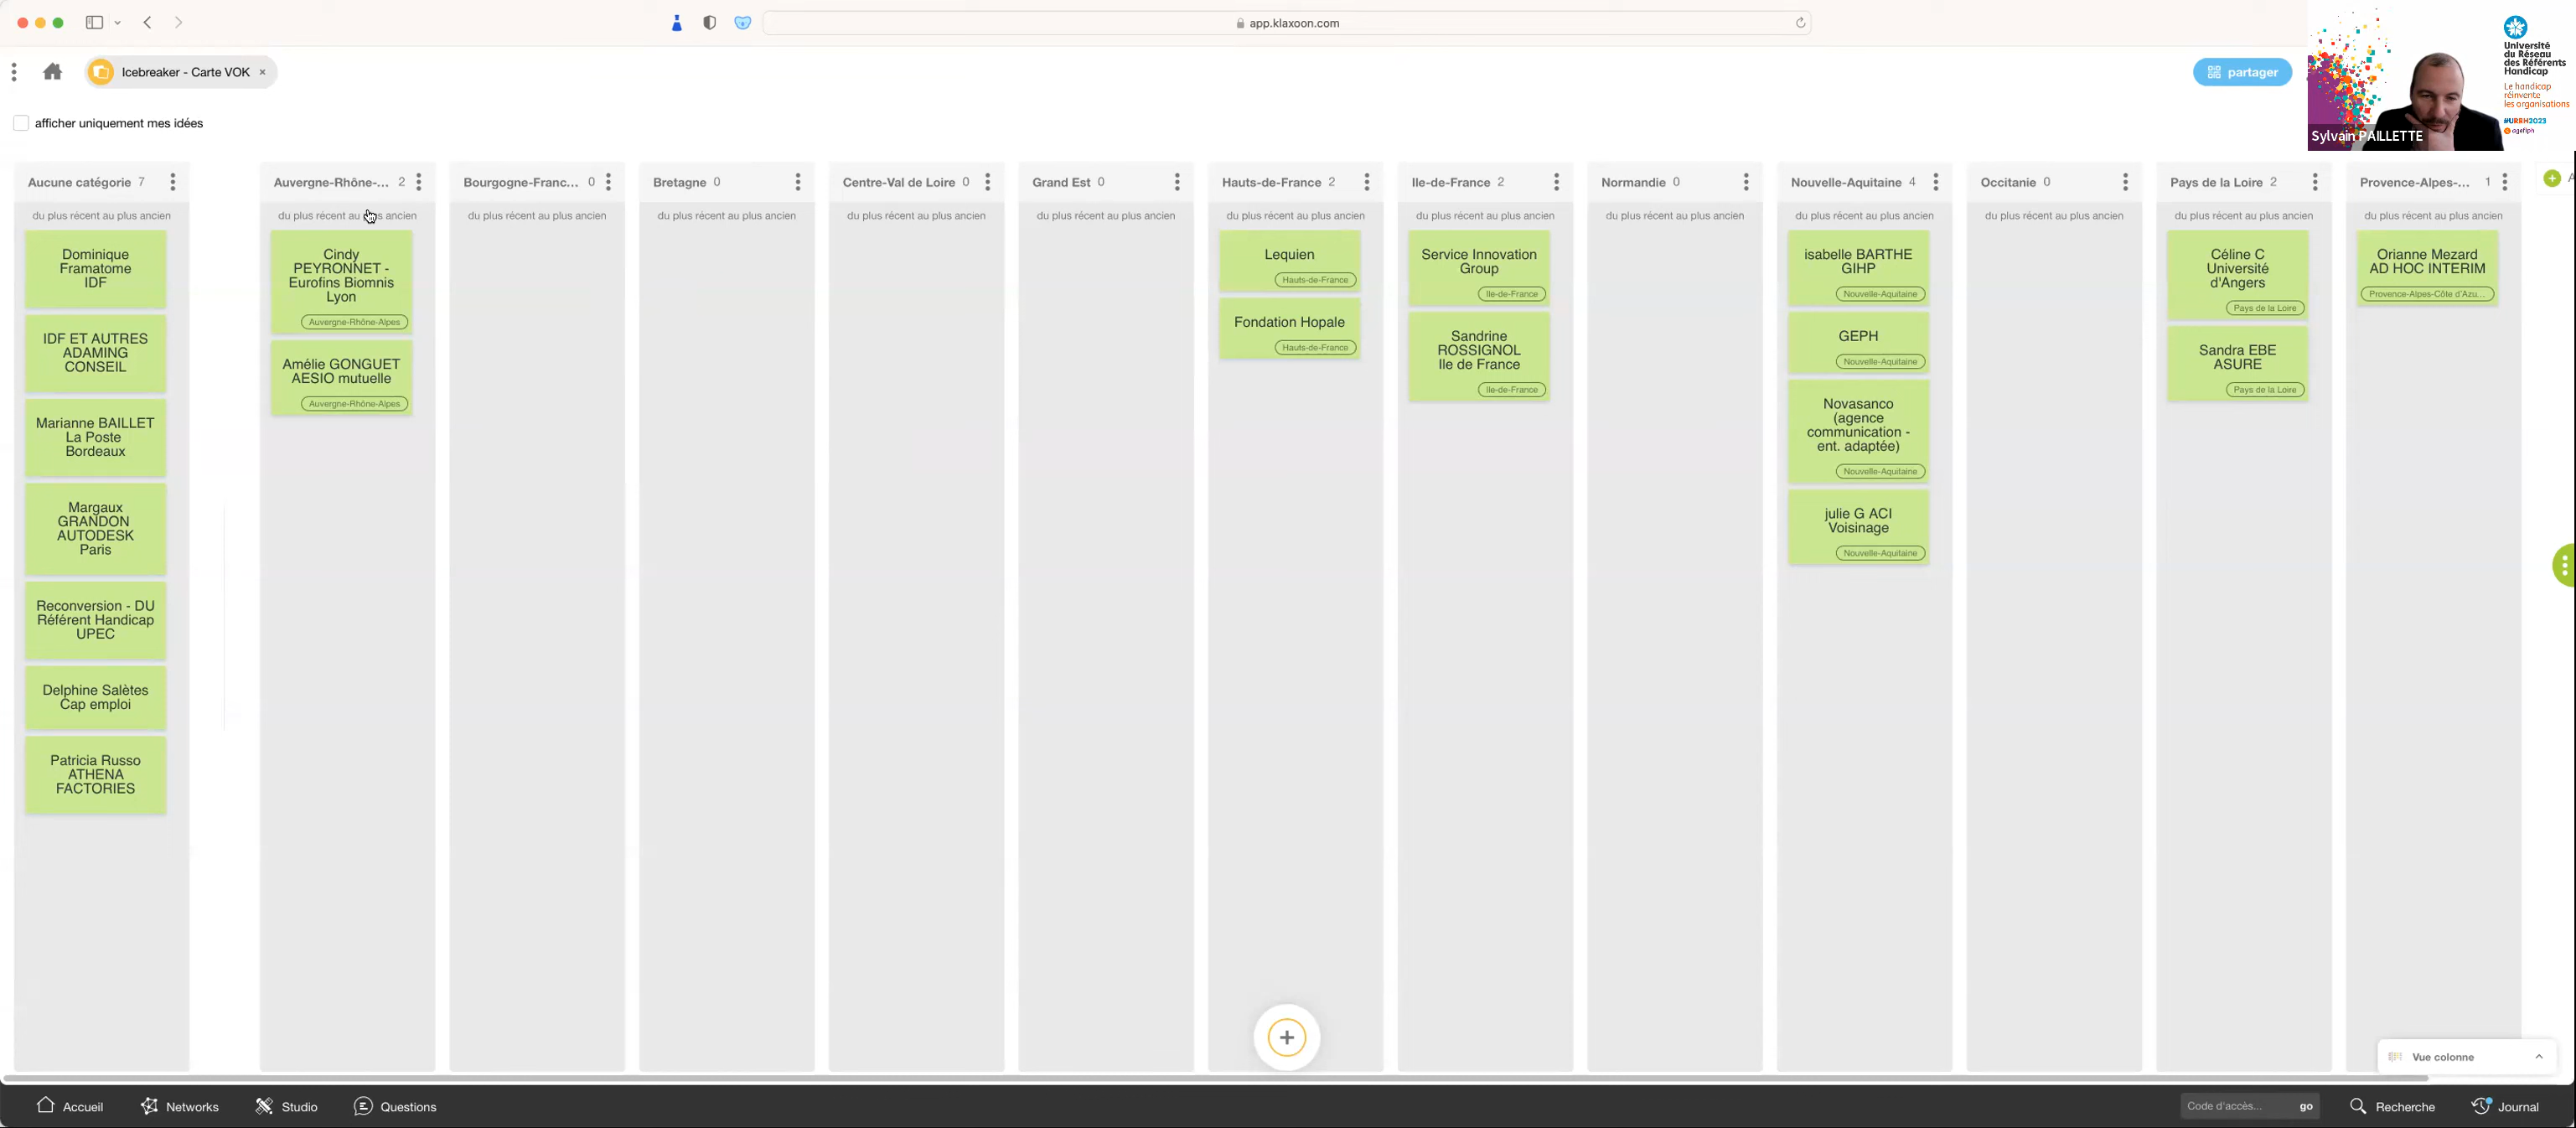 app.klaxoon.com
Icebreaker - Carte VOK ×
partager
Université
du Réseau
des Référents
Handicap
Le handicap
réinvente
les organisations
#URRH2023
agefiph
Sylvain PAILLETTE
afficher uniquement mes idées
Aucune catégorie 7
du plus récent au plus ancien
Dominique
Framatome
IDF
IDF ET AUTRES
ADAMING
CONSEIL
Marianne BAILLET
La Poste
Bordeaux
Margaux
GRANDON
AUTODESK
Paris
Reconversion - DU
Référent Handicap
UPEC
Delphine Salètes
Cap emploi
Patricia Russo
ATHENA
FACTORIES
Auvergne-Rhône-... 2
du plus récent au plus ancien
Cindy
PEYRONNET -
Eurofins Biomnis
Lyon
Auvergne-Rhône-Alpes
Amélie GONGUET
AESIO mutuelle
Auvergne-Rhône-Alpes
Bourgogne-Franc... 0
du plus récent au plus ancien
Bretagne 0
du plus récent au plus ancien
Centre-Val de Loire 0
du plus récent au plus ancien
Grand Est 0
du plus récent au plus ancien
Hauts-de-France 2
du plus récent au plus ancien
Lequien
Hauts-de-France
Fondation Hopale
Hauts-de-France
Ile-de-France 2
du plus récent au plus ancien
Service Innovation
Group
Ile-de-France
Sandrine
ROSSIGNOL
Ile de France
Ile-de-France
Normandie 0
du plus récent au plus ancien
Nouvelle-Aquitaine 4
du plus récent au plus ancien
isabelle BARTHE
GIHP
Nouvelle-Aquitaine
GEPH
Nouvelle-Aquitaine
Novasanco
(agence
communication -
ent. adaptée)
Nouvelle-Aquitaine
julie G ACI
Voisinage
Nouvelle-Aquitaine
Occitanie 0
du plus récent au plus ancien
Pays de la Loire 2
du plus récent au plus ancien
Céline C
Université
d'Angers
Pays de la Loire
Sandra EBE
ASURE
Pays de la Loire
Provence-Alpes-... 1
du plus récent au plus ancien
Orianne Mezard
AD HOC INTERIM
Provence-Alpes-Côte d'Azu...
A
Vue colonne
Accueil
Networks
Studio
Questions
Code d'accès...
go
Recherche
Journal